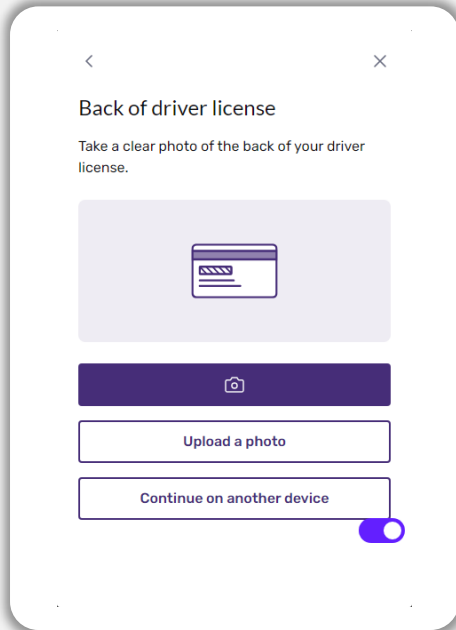 Back of driver license
Take a clear photo of the back of your driver
license.
Upload a photo
Continue on another device